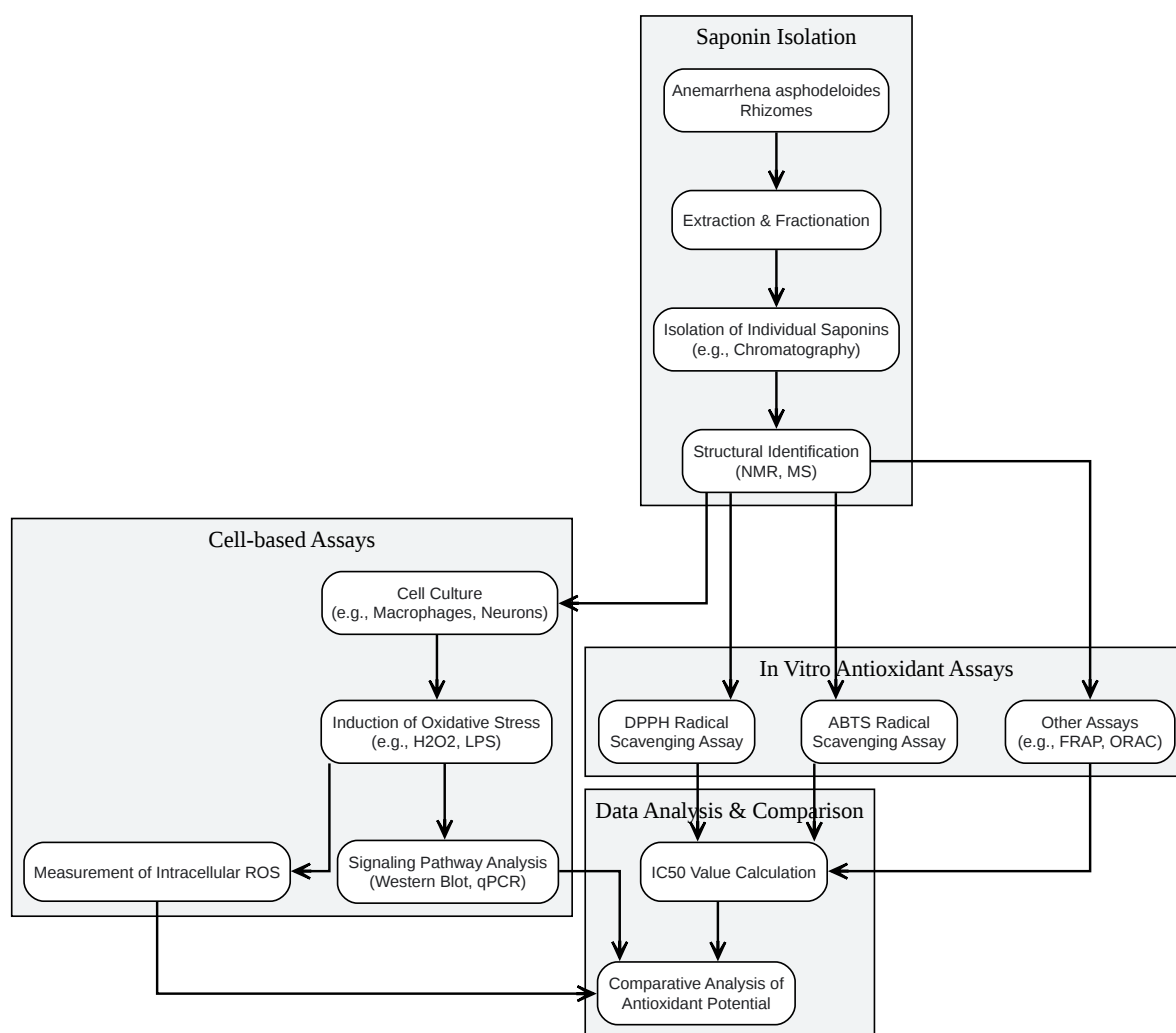 Saponin Isolation
Anemarrhena asphodeloides
Rhizomes
Extraction & Fractionation
Isolation of Individual Saponins
(e.g., Chromatography)
Structural Identification
(NMR, MS)
Cell-based Assays
Cell Culture
(e.g., Macrophages, Neurons)
Induction of Oxidative Stress
(e.g., H2O2, LPS)
Measurement of Intracellular ROS
Signaling Pathway Analysis
(Western Blot, qPCR)
In Vitro Antioxidant Assays
DPPH Radical
Scavenging Assay
ABTS Radical
Scavenging Assay
Other Assays
(e.g., FRAP, ORAC)
Data Analysis & Comparison
IC50 Value Calculation
Comparative Analysis of
Antioxidant Potential